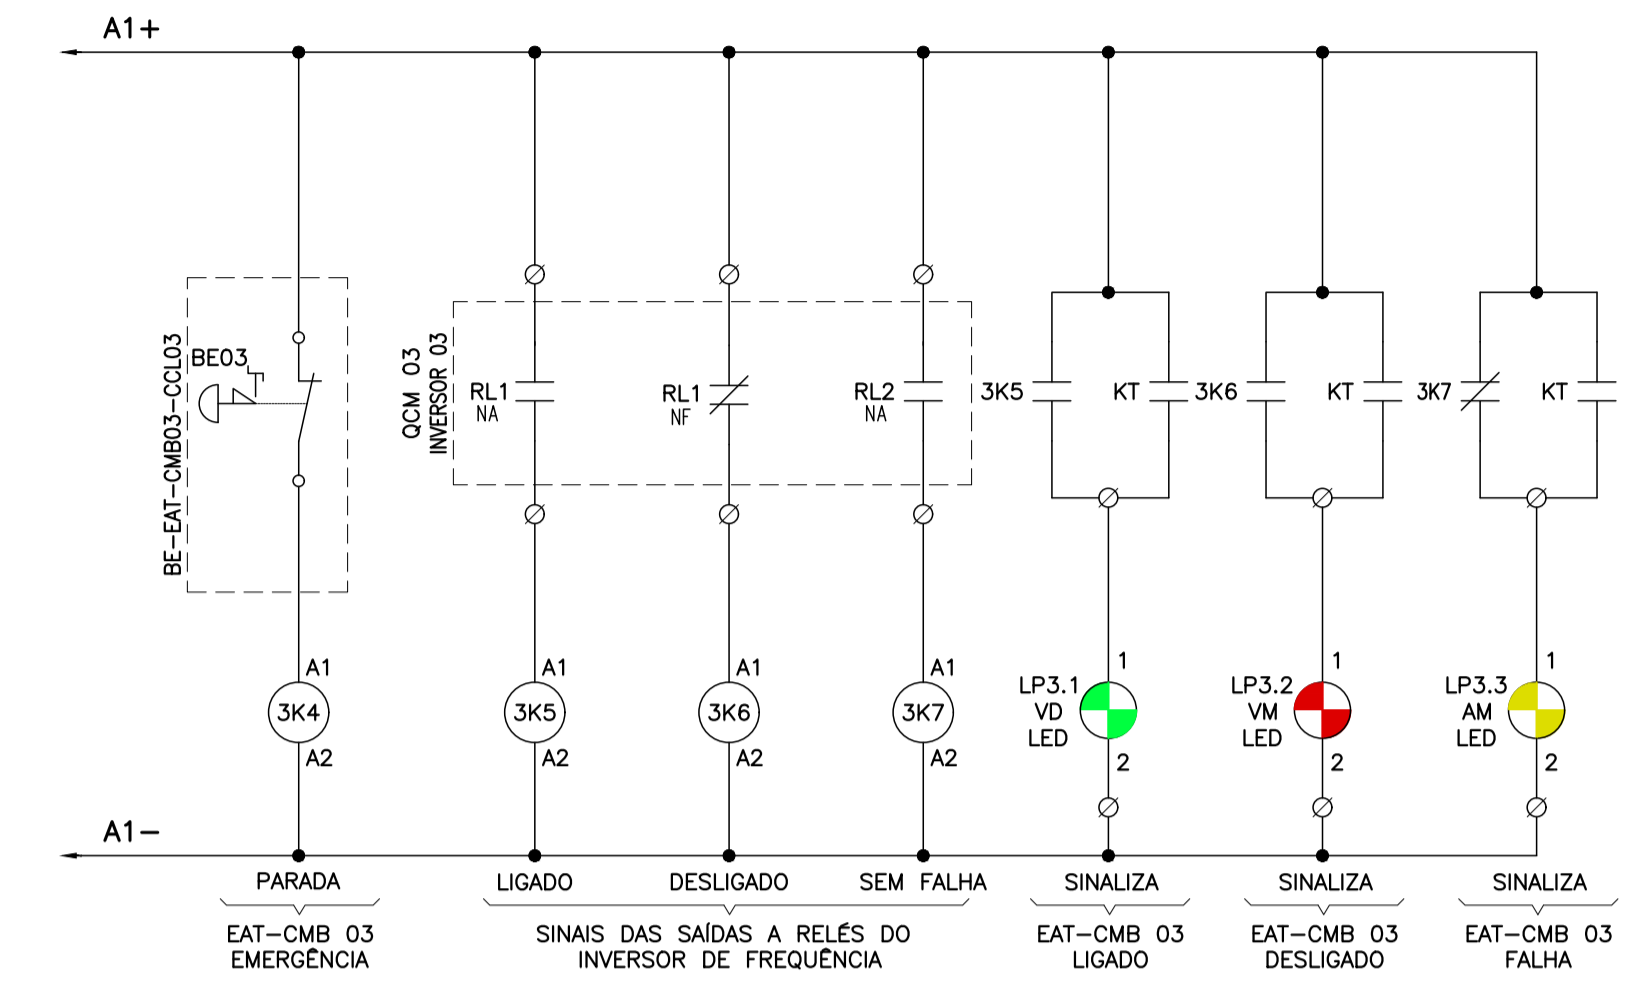 A1+
BE-EAT-CMB03-CCL03
BE03
QCM 03
INVERSOR 03
RL1
NA
RL1
NF
RL2
NA
3K5
KT
3K6
KT
3K7
KT
A1
3K4
A2
A1
3K5
A2
A1
3K6
A2
A1
3K7
A2
1
LP3.1
VD
LED
2
1
LP3.2
VM
LED
2
1
LP3.3
AM
LED
2
A1-
PARADA
EAT-CMB 03
EMERGÊNCIA
LIGADO
DESLIGADO
SEM FALHA
SINAIS DAS SAÍDAS A RELÉS DO
INVERSOR DE FREQUÊNCIA
SINALIZA
EAT-CMB 03
LIGADO
SINALIZA
EAT-CMB 03
DESLIGADO
SINALIZA
EAT-CMB 03
FALHA